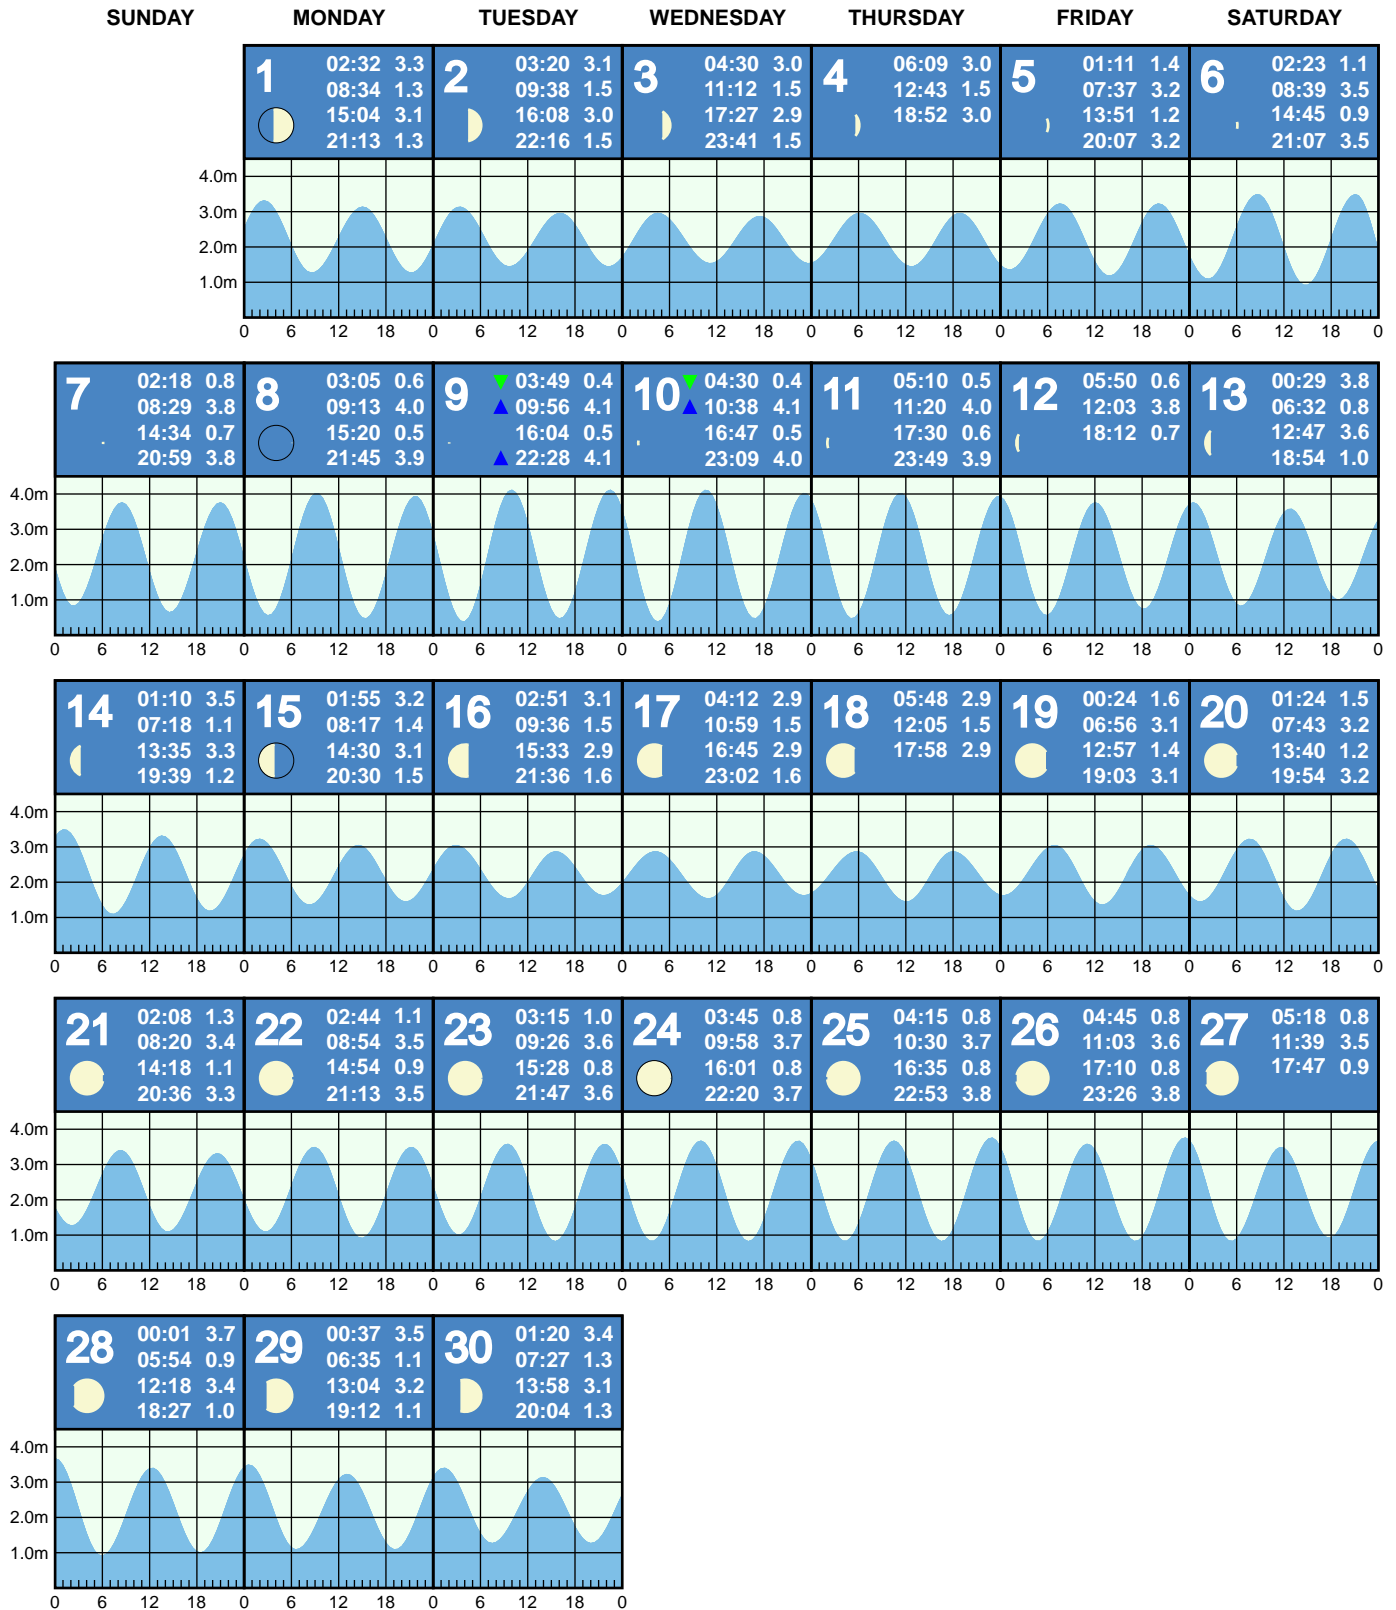 SUNDAY MONDAY TUESDAY WEDNESDAY THURSDAY FRIDAY SATURDAY
1 02:32 3.3
08:34 1.3
15:04 3.1
21:13 1.3
2 03:20 3.1
09:38 1.5
16:08 3.0
22:16 1.5
3 04:30 3.0
11:12 1.5
17:27 2.9
23:41 1.5
4 06:09 3.0
12:43 1.5
18:52 3.0
5 01:11 1.4
07:37 3.2
13:51 1.2
20:07 3.2
6 02:23 1.1
08:39 3.5
14:45 0.9
21:07 3.5
4.0m
3.0m
2.0m
1.0m
0 6 12 18 0 6 12 18 0 6 12 18 0 6 12 18 0 6 12 18 0 6 12 18 0
7 02:18 0.8
08:29 3.8
14:34 0.7
20:59 3.8
8 03:05 0.6
09:13 4.0
15:20 0.5
21:45 3.9
9 03:49 0.4
09:56 4.1
16:04 0.5
22:28 4.1
10 04:30 0.4
10:38 4.1
16:47 0.5
23:09 4.0
11 05:10 0.5
11:20 4.0
17:30 0.6
23:49 3.9
12 05:50 0.6
12:03 3.8
18:12 0.7
13 00:29 3.8
06:32 0.8
12:47 3.6
18:54 1.0
4.0m
3.0m
2.0m
1.0m
0 6 12 18 0 6 12 18 0 6 12 18 0 6 12 18 0 6 12 18 0 6 12 18 0 6 12 18 0
14 01:10 3.5
07:18 1.1
13:35 3.3
19:39 1.2
15 01:55 3.2
08:17 1.4
14:30 3.1
20:30 1.5
16 02:51 3.1
09:36 1.5
15:33 2.9
21:36 1.6
17 04:12 2.9
10:59 1.5
16:45 2.9
23:02 1.6
18 05:48 2.9
12:05 1.5
17:58 2.9
19 00:24 1.6
06:56 3.1
12:57 1.4
19:03 3.1
20 01:24 1.5
07:43 3.2
13:40 1.2
19:54 3.2
4.0m
3.0m
2.0m
1.0m
0 6 12 18 0 6 12 18 0 6 12 18 0 6 12 18 0 6 12 18 0 6 12 18 0 6 12 18 0
21 02:08 1.3
08:20 3.4
14:18 1.1
20:36 3.3
22 02:44 1.1
08:54 3.5
14:54 0.9
21:13 3.5
23 03:15 1.0
09:26 3.6
15:28 0.8
21:47 3.6
24 03:45 0.8
09:58 3.7
16:01 0.8
22:20 3.7
25 04:15 0.8
10:30 3.7
16:35 0.8
22:53 3.8
26 04:45 0.8
11:03 3.6
17:10 0.8
23:26 3.8
27 05:18 0.8
11:39 3.5
17:47 0.9
4.0m
3.0m
2.0m
1.0m
0 6 12 18 0 6 12 18 0 6 12 18 0 6 12 18 0 6 12 18 0 6 12 18 0 6 12 18 0
28 00:01 3.7
05:54 0.9
12:18 3.4
18:27 1.0
29 00:37 3.5
06:35 1.1
13:04 3.2
19:12 1.1
30 01:20 3.4
07:27 1.3
13:58 3.1
20:04 1.3
4.0m
3.0m
2.0m
1.0m
0 6 12 18 0 6 12 18 0 6 12 18 0